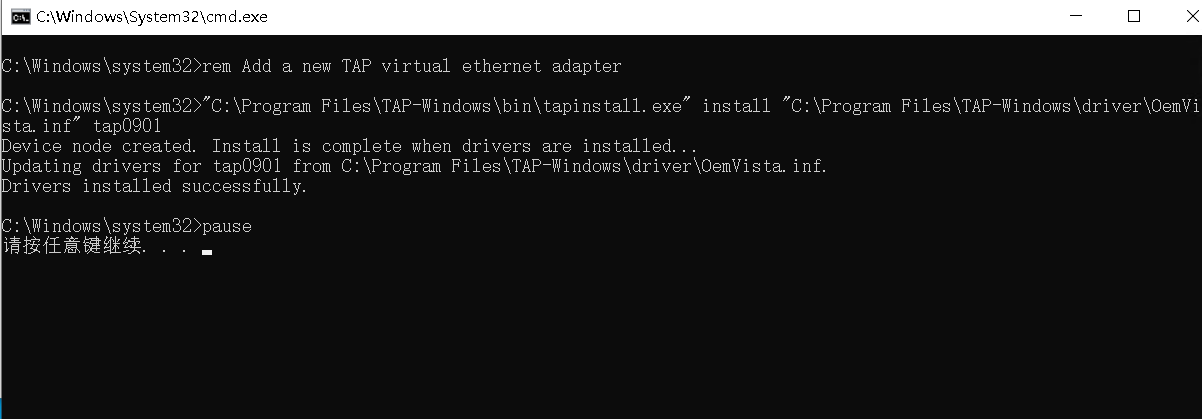 C:\Windows\System32\cmd.exe
C:\Windows\system32>rem Add a new TAP virtual ethernet adapter
C:\Windows\system32>"C:\Program Files\TAP-Windows\bin\tapinstall.exe" install "C:\Program Files\TAP-Windows\driver\OemVi
sta.inf" tap0901
Device node created. Install is complete when drivers are installed...
Updating drivers for tap0901 from C:\Program Files\TAP-Windows\driver\OemVista.inf.
Drivers installed successfully.
C:\Windows\system32>pause
请按任意键继续. . .